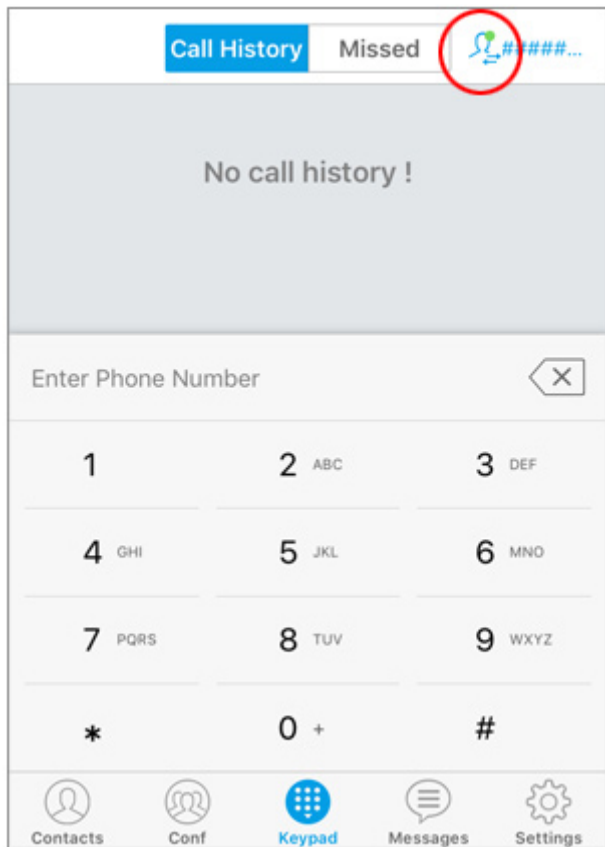 Call History Missed #####...
No call history !
Enter Phone Number
1 2 ABC 3 DEF
4 GHI 5 JKL 6 MNO
7 PQRS 8 TUV 9 WXYZ
* 0 + #
Contacts Conf Keypad Messages Settings